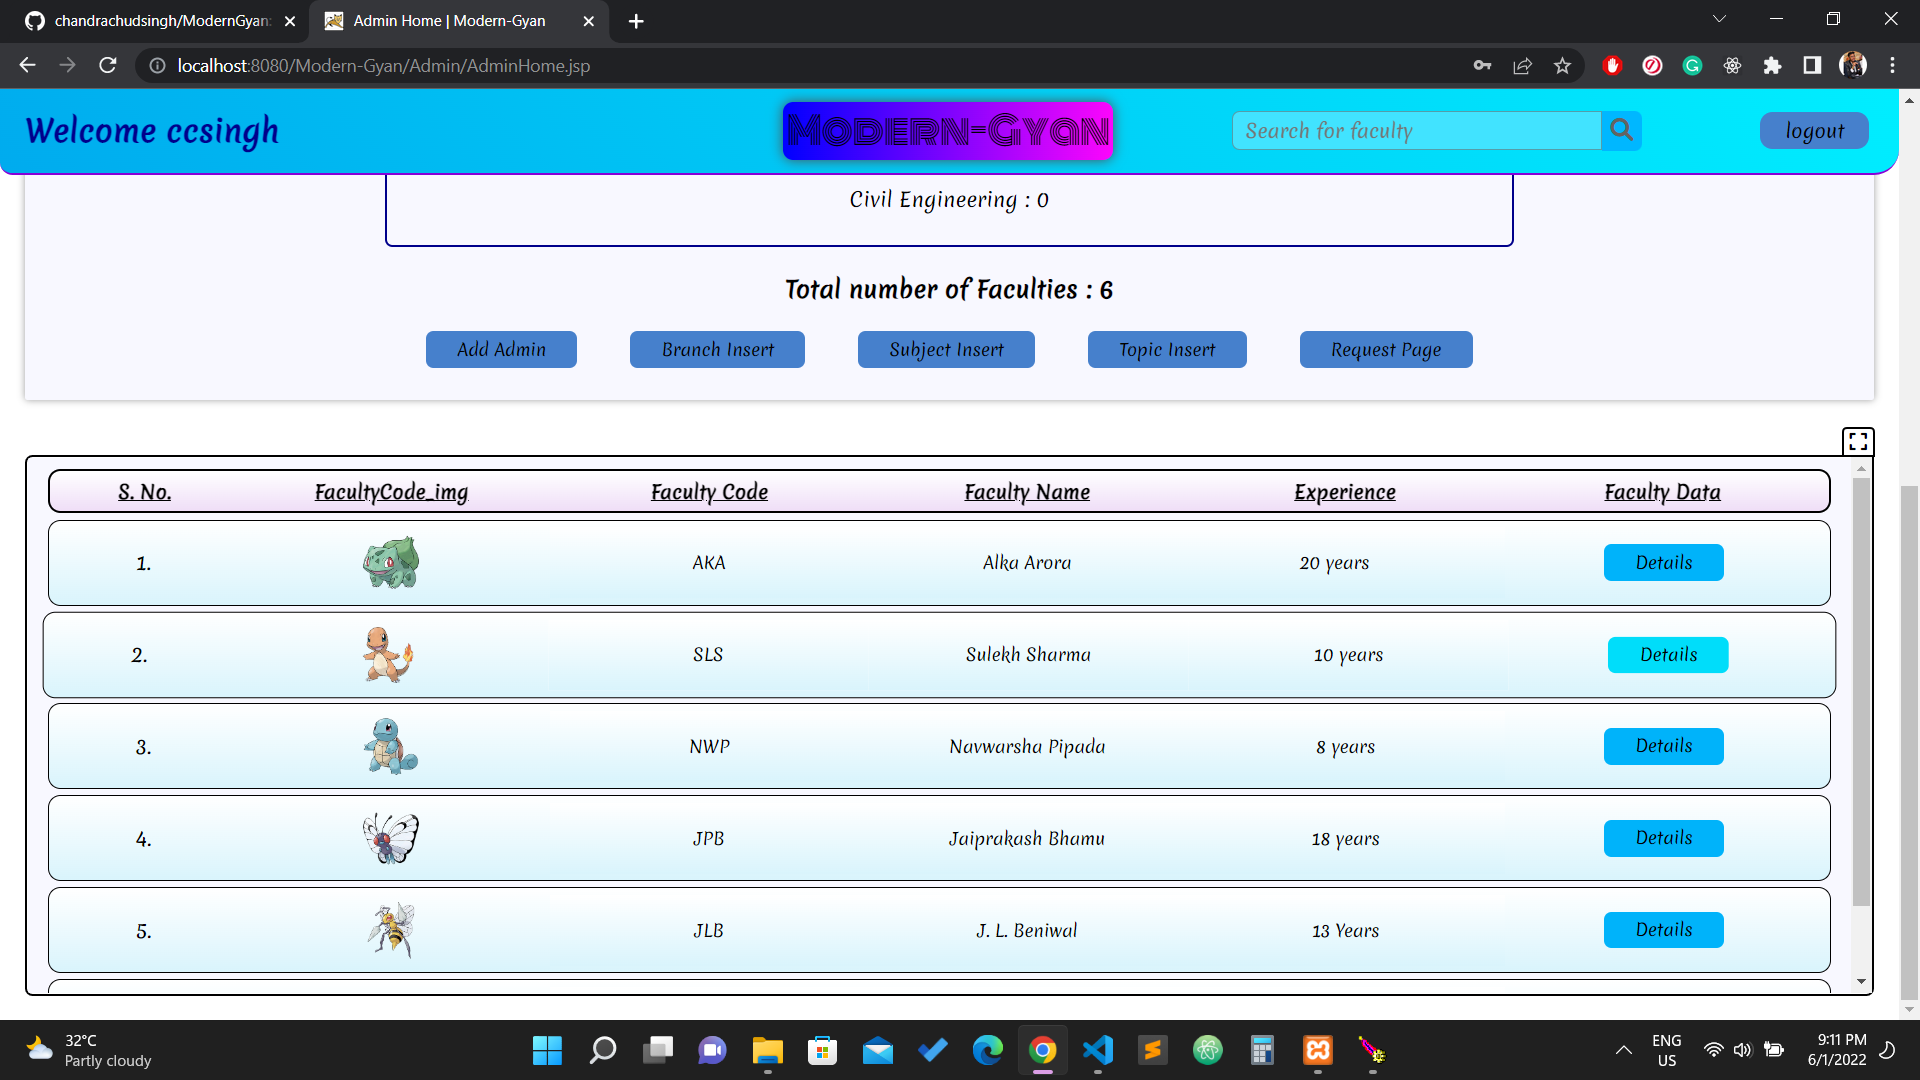 chandrachudsingh/ModernGyan:
Admin Home | Modern-Gyan
localhost:8080/Modern-Gyan/Admin/AdminHome.jsp
Welcome ccsingh
Modern-Gyan
Search for faculty
logout
Civil Engineering : 0
Total number of Faculties : 6
Add Admin
Branch Insert
Subject Insert
Topic Insert
Request Page
S. No. FacultyCode_img Faculty Code Faculty Name Experience Faculty Data
1. AKA Alka Arora 20 years Details
2. SLS Sulekh Sharma 10 years Details
3. NWP Navwarsha Pipada 8 years Details
4. JPB Jaiprakash Bhamu 18 years Details
5. JLB J. L. Beniwal 13 Years Details
32°C
Partly cloudy
ENG
US
9:11 PM
6/1/2022